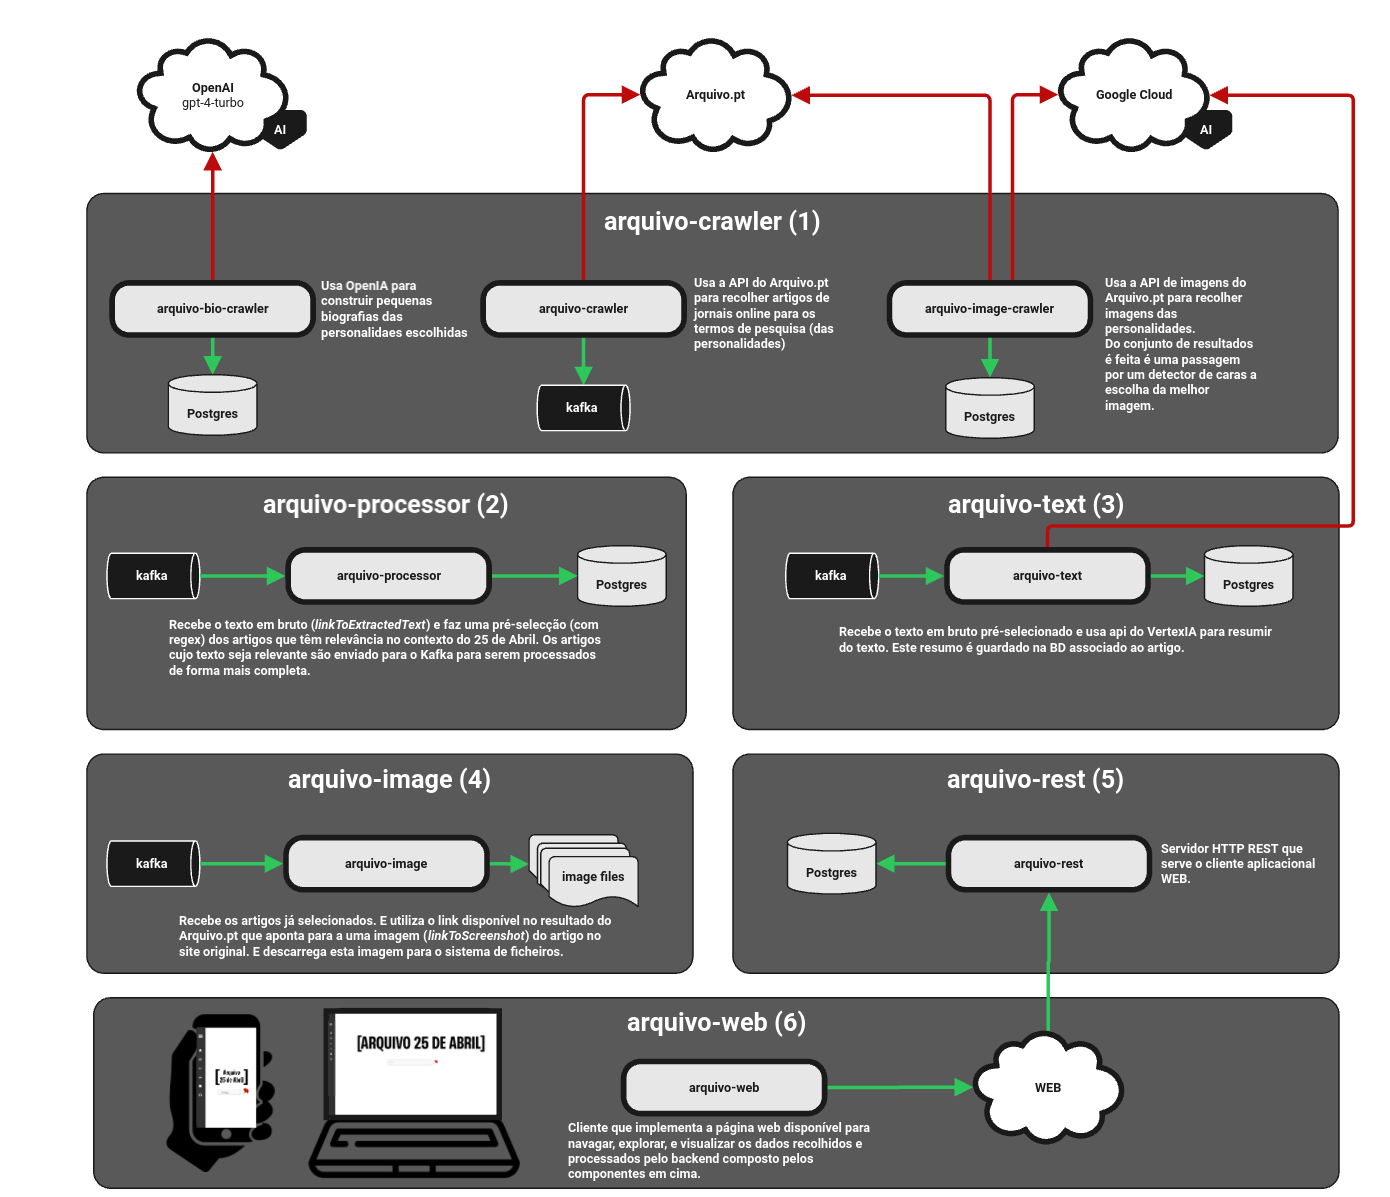 OpenAI
gpt-4-turbo
AI
Arquivo.pt
Google Cloud
AI
arquivo-crawler (1)
arquivo-bio-crawler
Usa OpenIA para
construir pequenas
biografias das
personalidaes escolhidas
Postgres
arquivo-crawler
Usa a API do Arquivo.pt
para recolher artigos de
jornais online para os
termos de pesquisa (das
personalidades)
kafka
arquivo-image-crawler
Usa a API de imagens do
Arquivo.pt para recolher
imagens das
personalidades.
Do conjunto de resultados
é feita é uma passagem
por um detector de caras a
escolha da melhor
imagem.
Postgres
arquivo-processor (2)
kafka
arquivo-processor
Postgres
Recebe o texto em bruto (linkToExtractedText) e faz uma pré-selecção (com
regex) dos artigos que têm relevância no contexto do 25 de Abril. Os artigos
cujo texto seja relevante são enviado para o Kafka para serem processados
de forma mais completa.
arquivo-text (3)
kafka
arquivo-text
Postgres
Recebe o texto em bruto pré-selecionado e usa api do VertexIA para resumir
do texto. Este resumo é guardado na BD associado ao artigo.
arquivo-image (4)
kafka
arquivo-image
image files
Recebe os artigos já selecionados. E utiliza o link disponível no resultado do
Arquivo.pt que aponta para a uma imagem (linkToScreenshot) do artigo no
site original. E descarrega esta imagem para o sistema de ficheiros.
arquivo-rest (5)
Postgres
arquivo-rest
Servidor HTTP REST que
serve o cliente aplicacional
WEB.
arquivo-web (6)
[Arquivo
25 de Abril]
[ARQUIVO 25 DE ABRIL]
arquivo-web
WEB
Cliente que implementa a página web disponível para
navagar, explorar, e visualizar os dados recolhidos e
processados pelo backend composto pelos
componentes em cima.